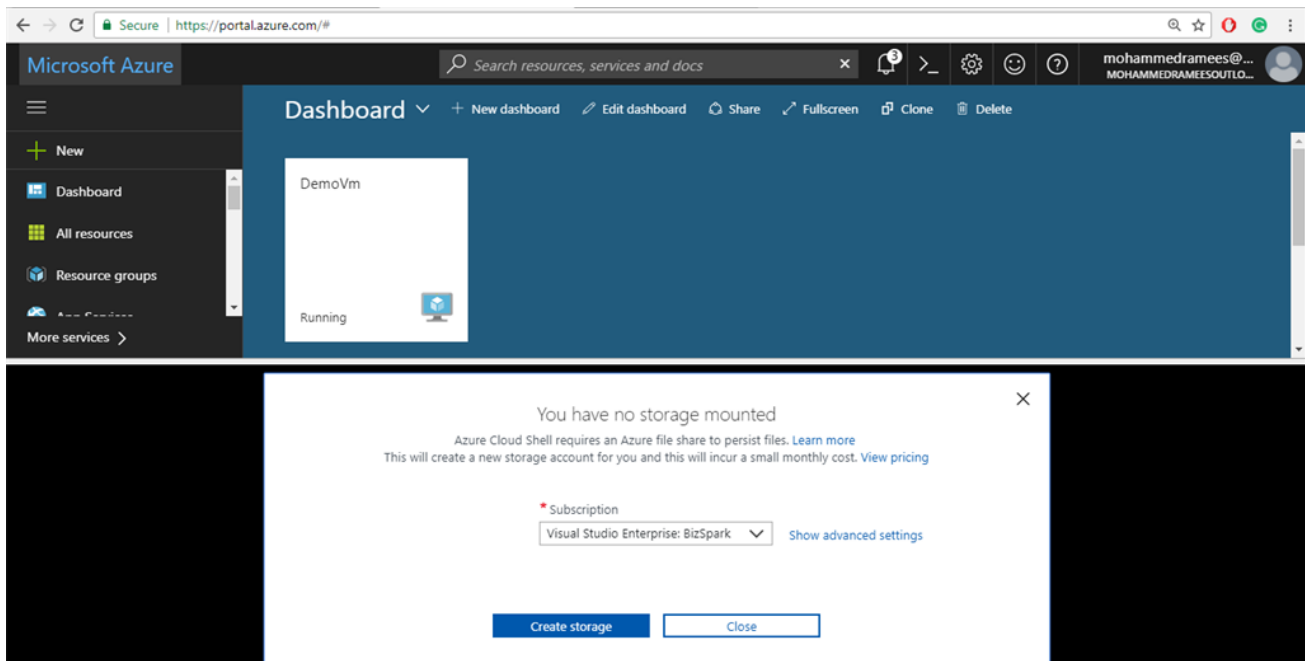 Secure | https://portal.azure.com/#
Microsoft Azure
Search resources, services and docs
3
mohammedramees@...
MOHAMMEDRAMEESOUTLO...
Dashboard
+ New dashboard
Edit dashboard
Share
Fullscreen
Clone
Delete
New
Dashboard
All resources
Resource groups
App Services
More services
DemoVm
Running
You have no storage mounted
Azure Cloud Shell requires an Azure file share to persist files. Learn more
This will create a new storage account for you and this will incur a small monthly cost. View pricing
* Subscription
Visual Studio Enterprise: BizSpark
Show advanced settings
Create storage
Close